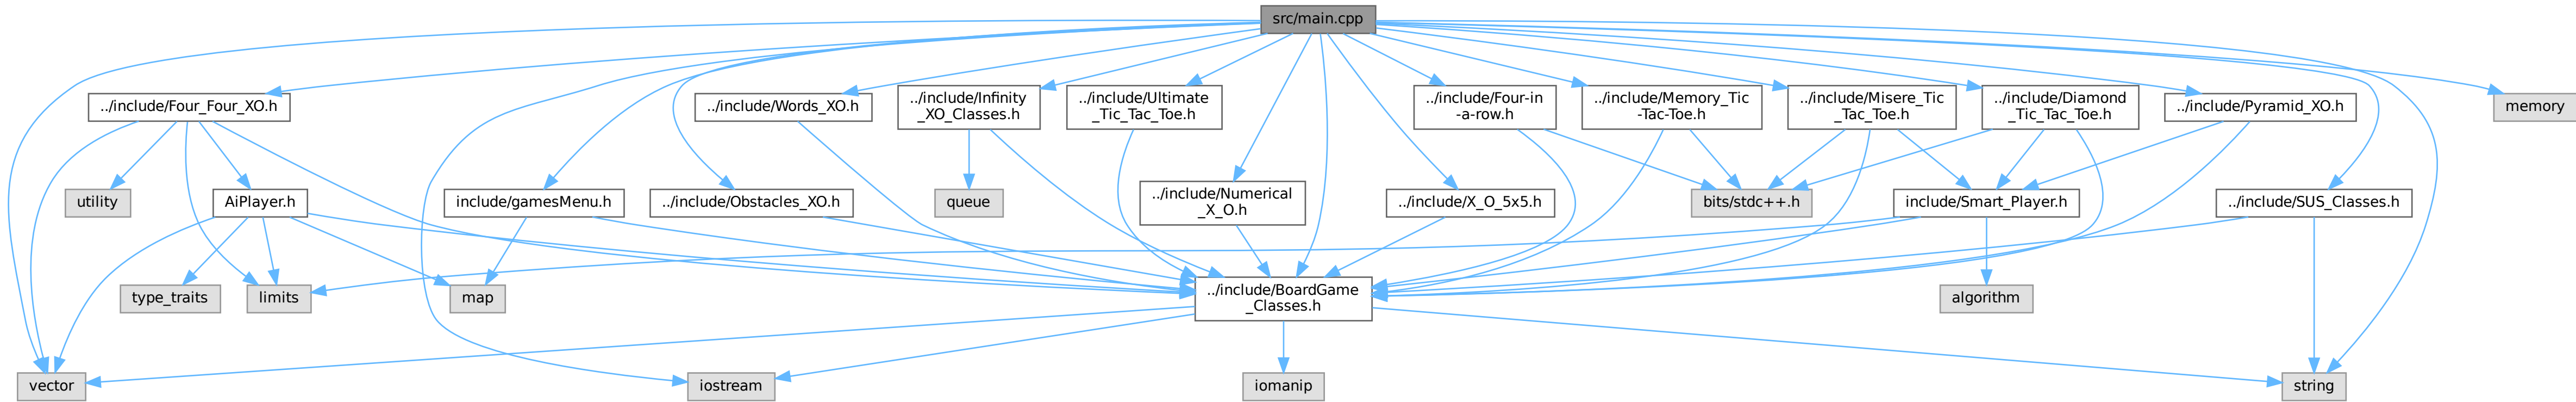 src/main.cpp
../include/Four_Four_XO.h
../include/Words_XO.h
../include/Infinity
_XO_Classes.h
../include/Ultimate
_Tic_Tac_Toe.h
../include/Four-in
-a-row.h
../include/Memory_Tic
-Tac-Toe.h
../include/Misere_Tic
_Tac_Toe.h
../include/Diamond
_Tic_Tac_Toe.h
../include/Pyramid_XO.h
memory
utility
AiPlayer.h
include/gamesMenu.h
../include/Obstacles_XO.h
queue
../include/Numerical
_X_O.h
../include/X_O_5x5.h
bits/stdc++.h
include/Smart_Player.h
../include/SUS_Classes.h
type_traits
limits
map
../include/BoardGame
_Classes.h
algorithm
vector
iostream
iomanip
string